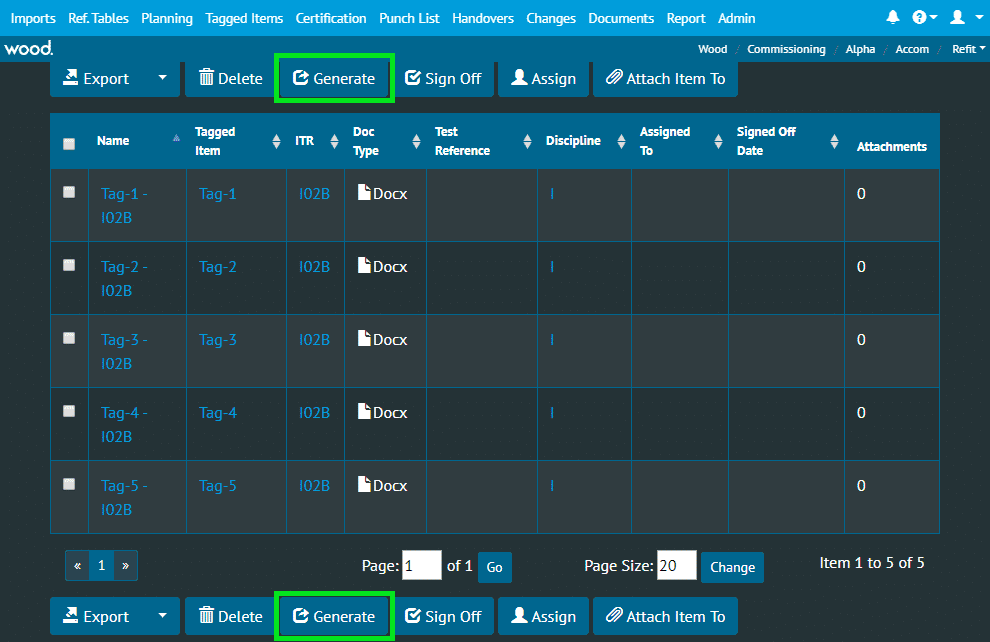 Imports Ref. Tables Planning Tagged Items Certification Punch List Handovers Changes Documents Report Admin
wood. Wood / Commissioning / Alpha / Accom / Refit
Export Delete Generate Sign Off Assign Attach Item To
Name Tagged Item ITR Doc Type Test Reference Discipline Assigned To Signed Off Date Attachments
Tag-1 - Tag-1 I02B Docx I 0
I02B
Tag-2 - Tag-2 I02B Docx I 0
I02B
Tag-3 - Tag-3 I02B Docx I 0
I02B
Tag-4 - Tag-4 I02B Docx I 0
I02B
Tag-5 - Tag-5 I02B Docx I 0
I02B
« 1 » Page: 1 of 1 Go Page Size: 20 Change Item 1 to 5 of 5
Export Delete Generate Sign Off Assign Attach Item To